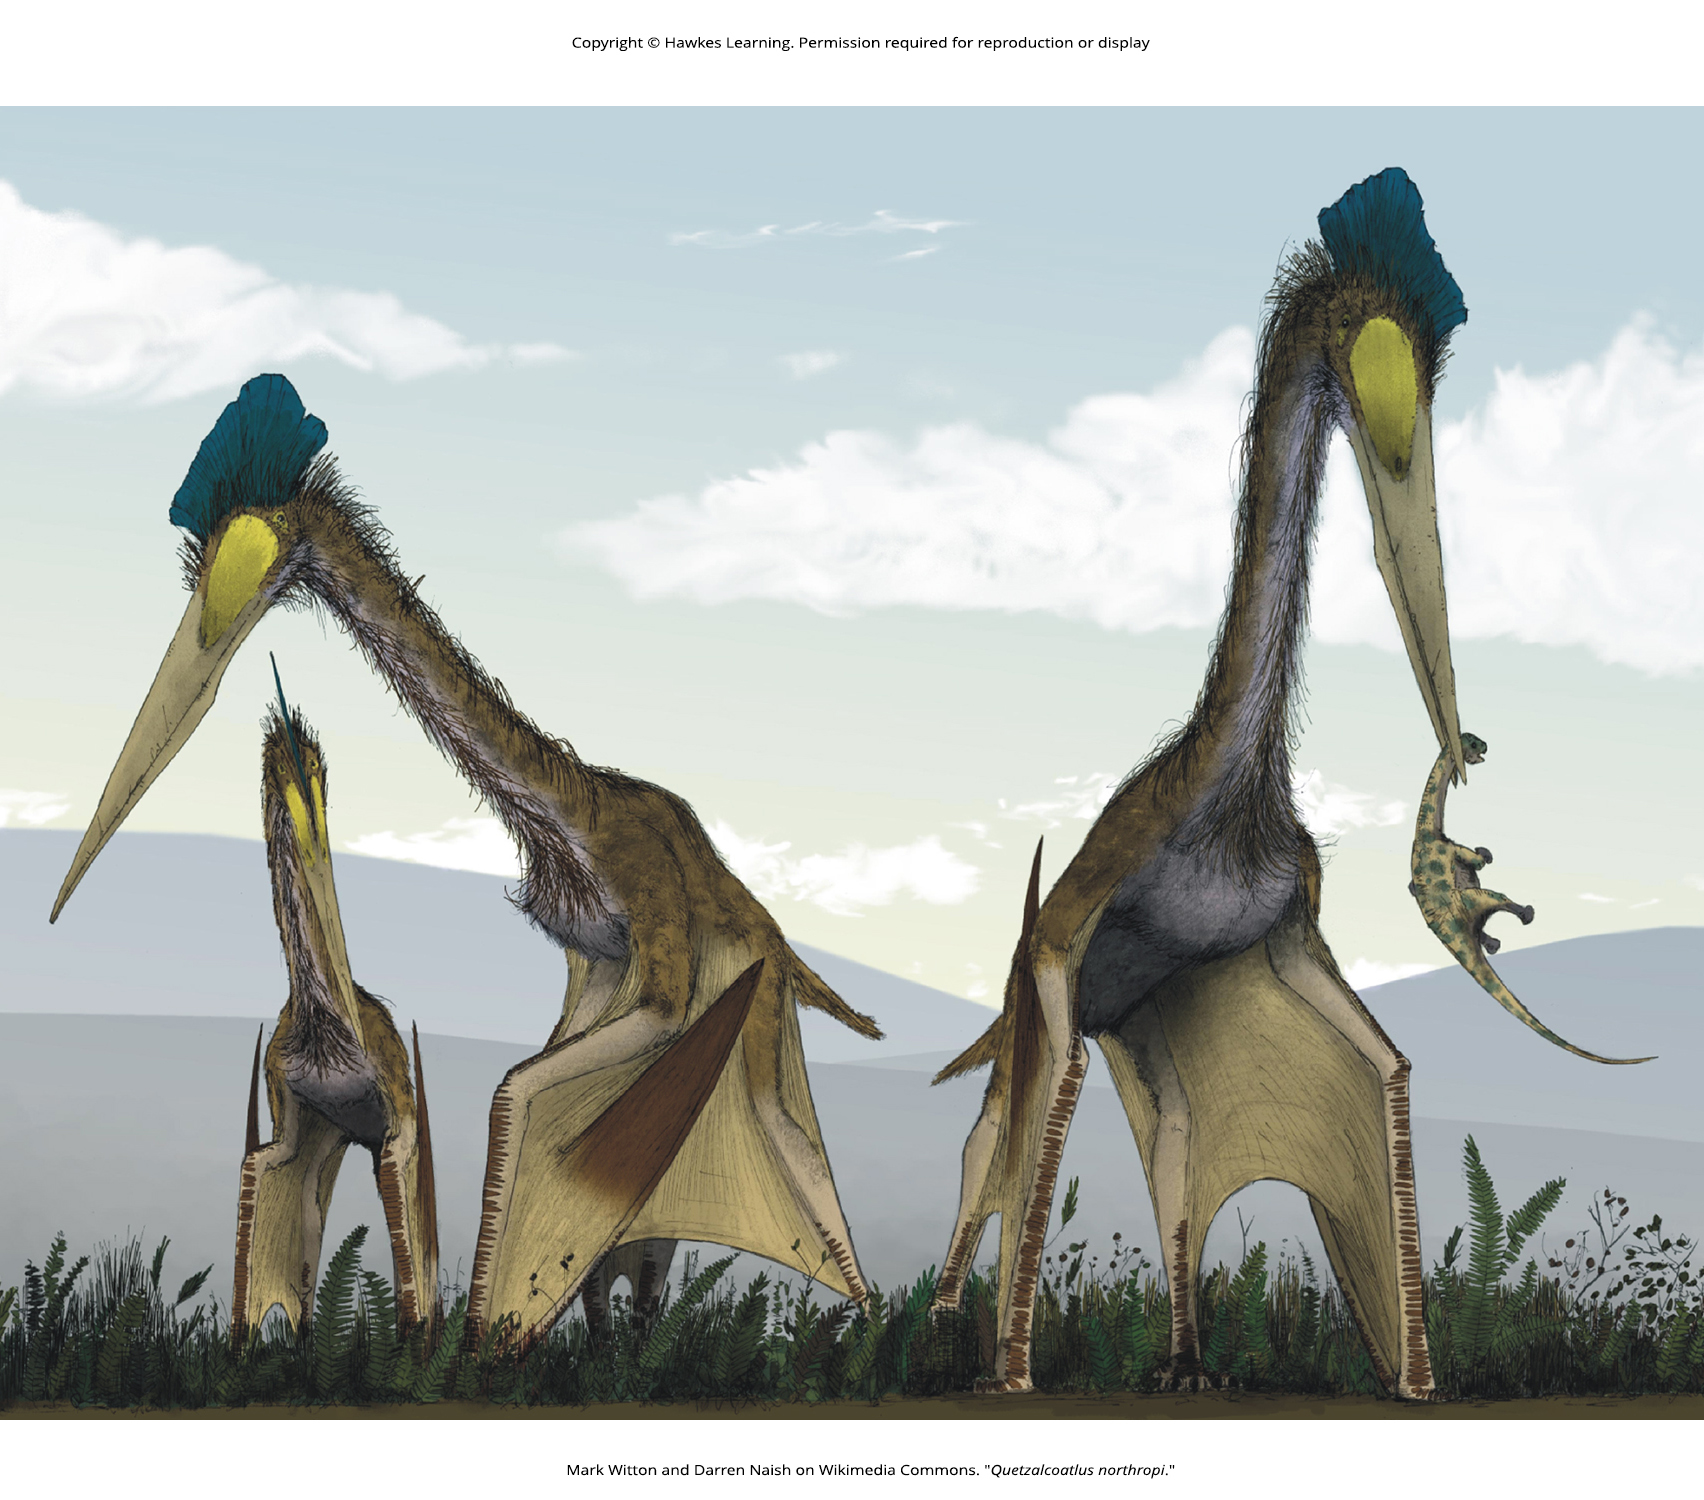 Copyright © Hawkes Learning. Permission required for reproduction or display
Mark Witton and Darren Naish on Wikimedia Commons. "Quetzalcoatlus northropi."